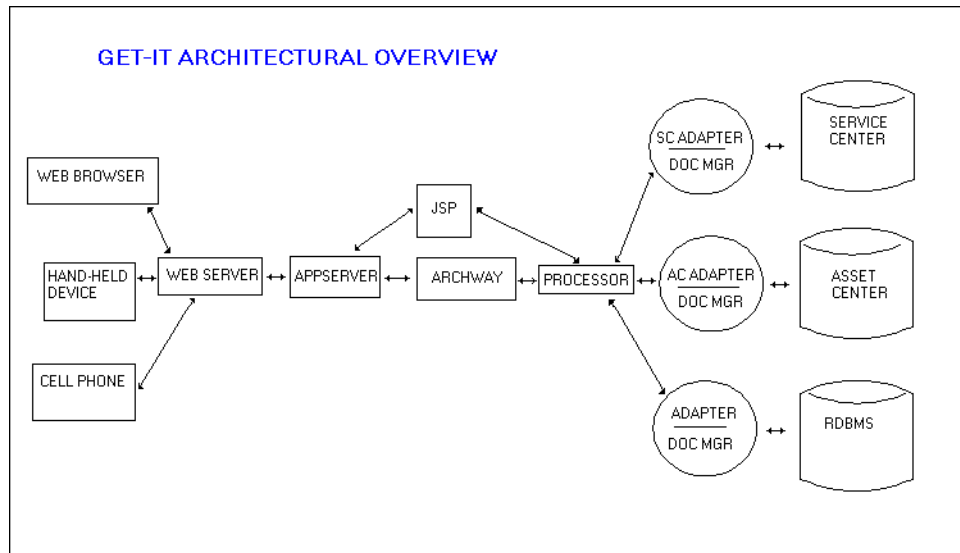 GET-IT ARCHITECTURAL OVERVIEW
WEB BROWSER
HAND-HELD
DEVICE
CELL PHONE
WEB SERVER
APPSERVER
JSP
ARCHWAY
PROCESSOR
SC ADAPTER
DOC MGR
SERVICE
CENTER
AC ADAPTER
DOC MGR
ASSET
CENTER
ADAPTER
DOC MGR
RDBMS